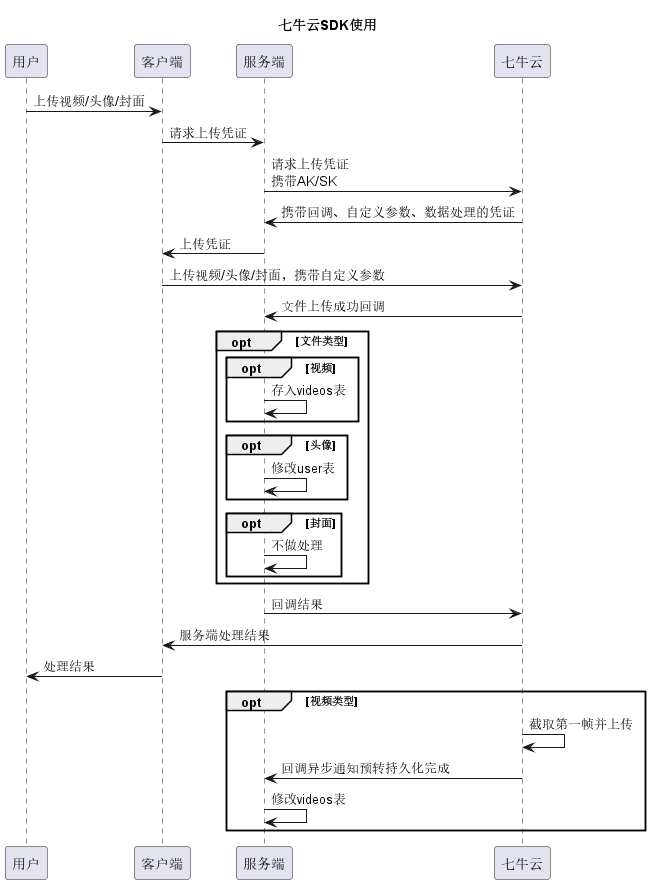 七牛云SDK使用
用户 客户端 服务端 七牛云
上传视频/头像/封面
请求上传凭证
请求上传凭证
携带AK/SK
携带回调、自定义参数、数据处理的凭证
上传凭证
上传视频/头像/封面，携带自定义参数
文件上传成功回调
opt [文件类型]
opt [视频]
存入videos表
opt [头像]
修改user表
opt [封面]
不做处理
回调结果
服务端处理结果
处理结果
opt [视频类型]
截取第一帧并上传
回调异步通知预转持久化完成
修改videos表
用户 客户端 服务端 七牛云